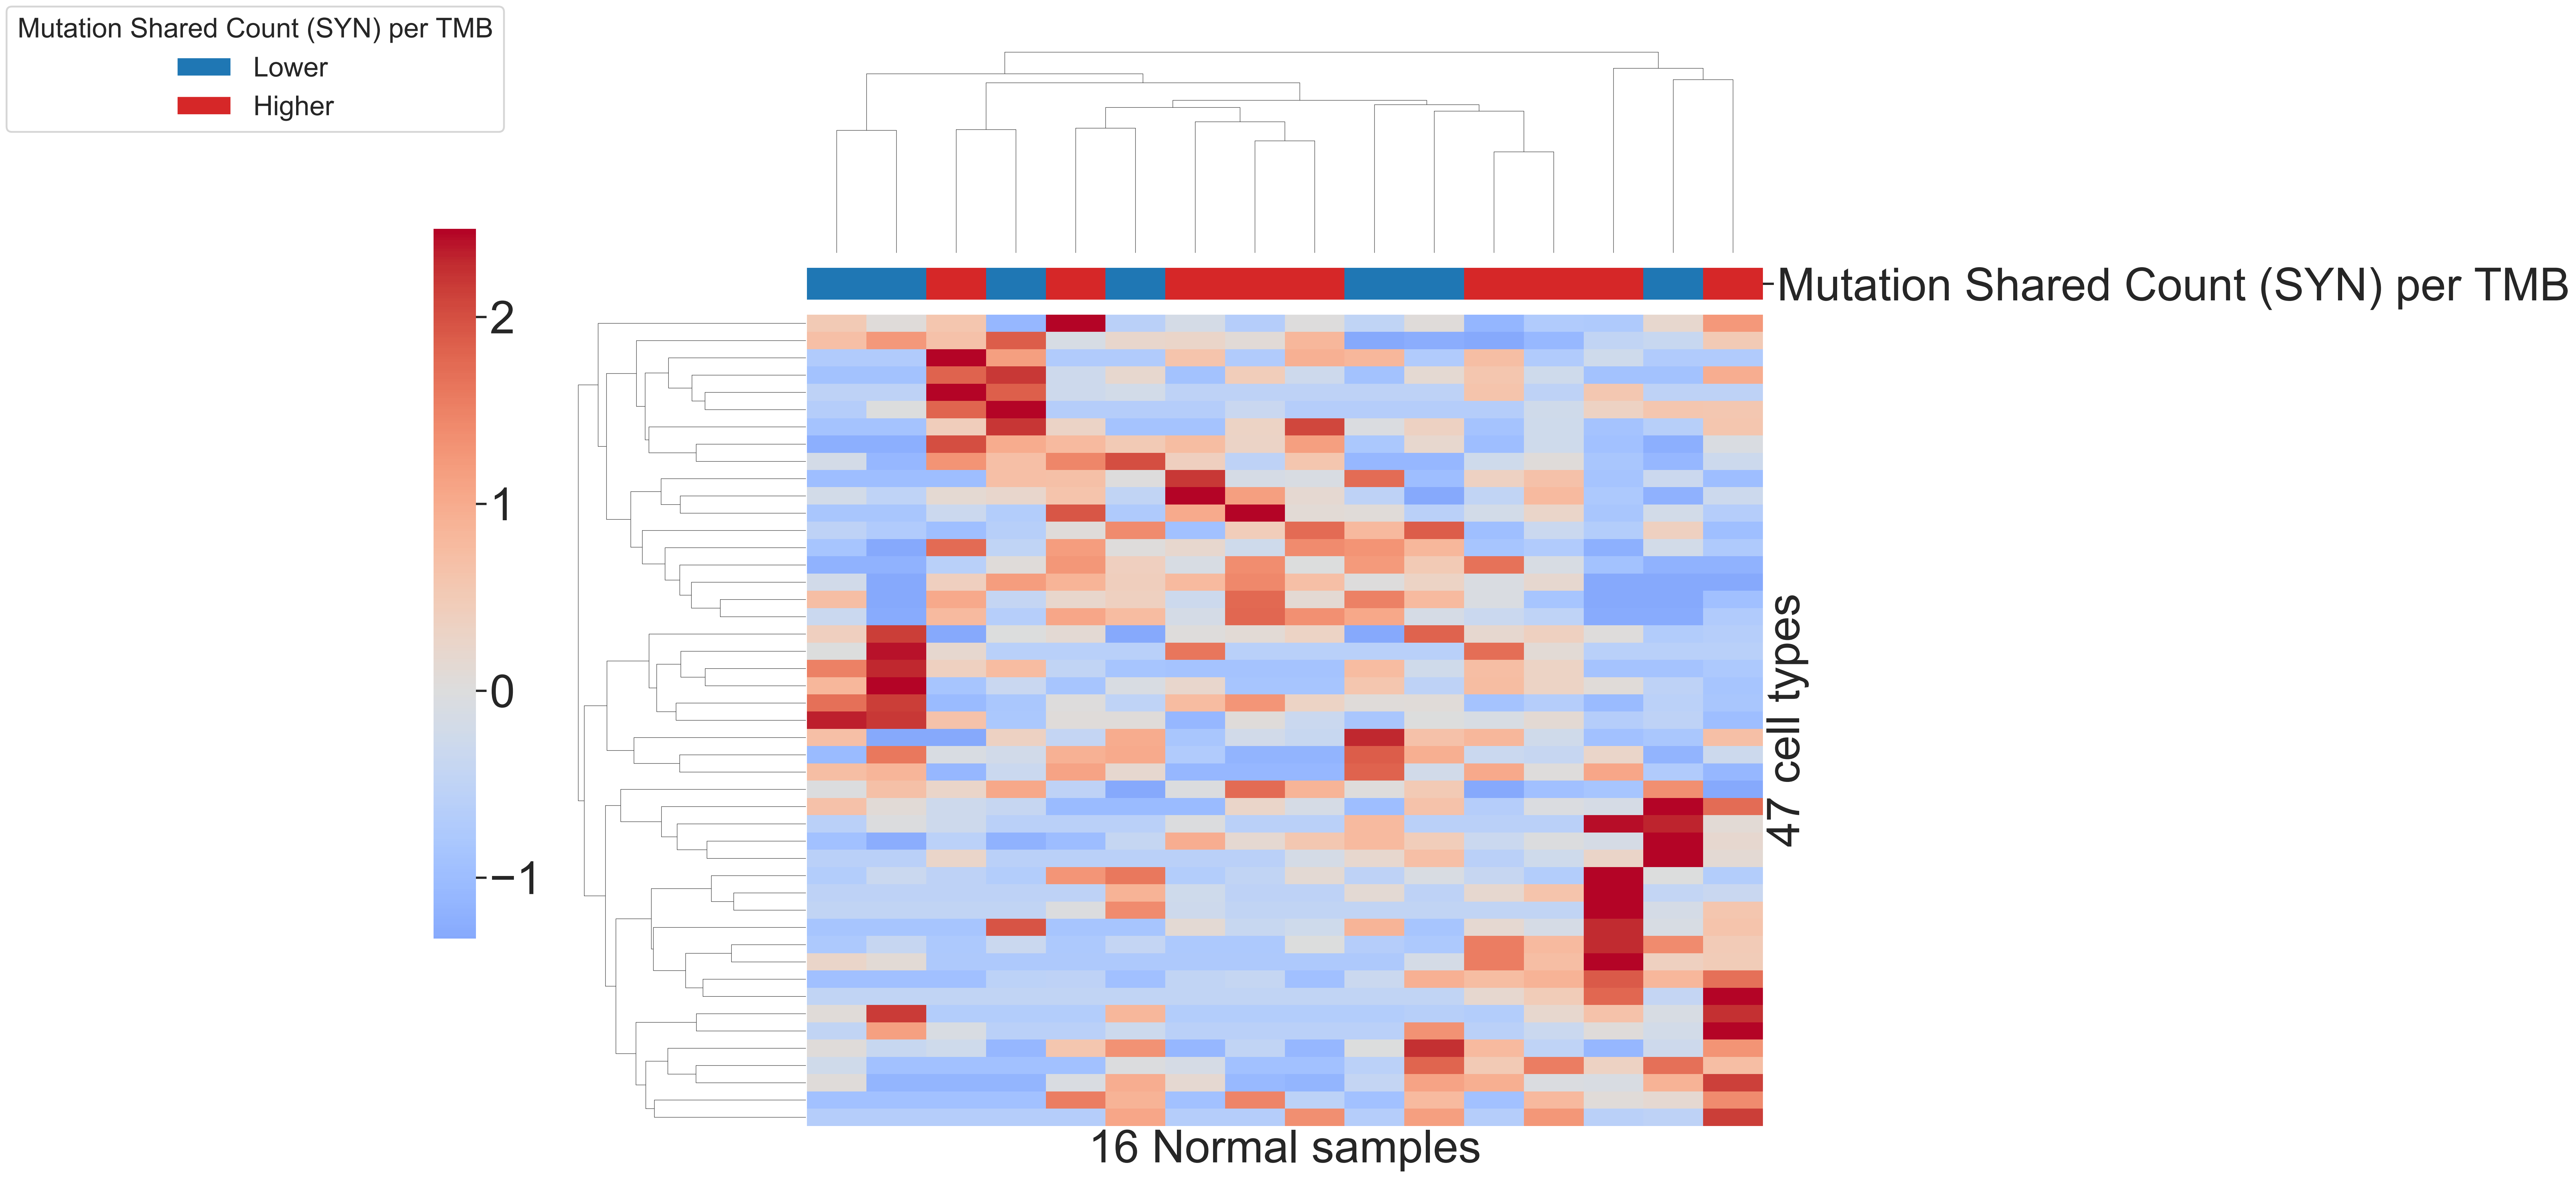 Mutation Shared Count (SYN) per TMB
Lower
Higher
Mutation Shared Count (SYN) per TMB
2
1
0
−1
47 cell types
16 Normal samples